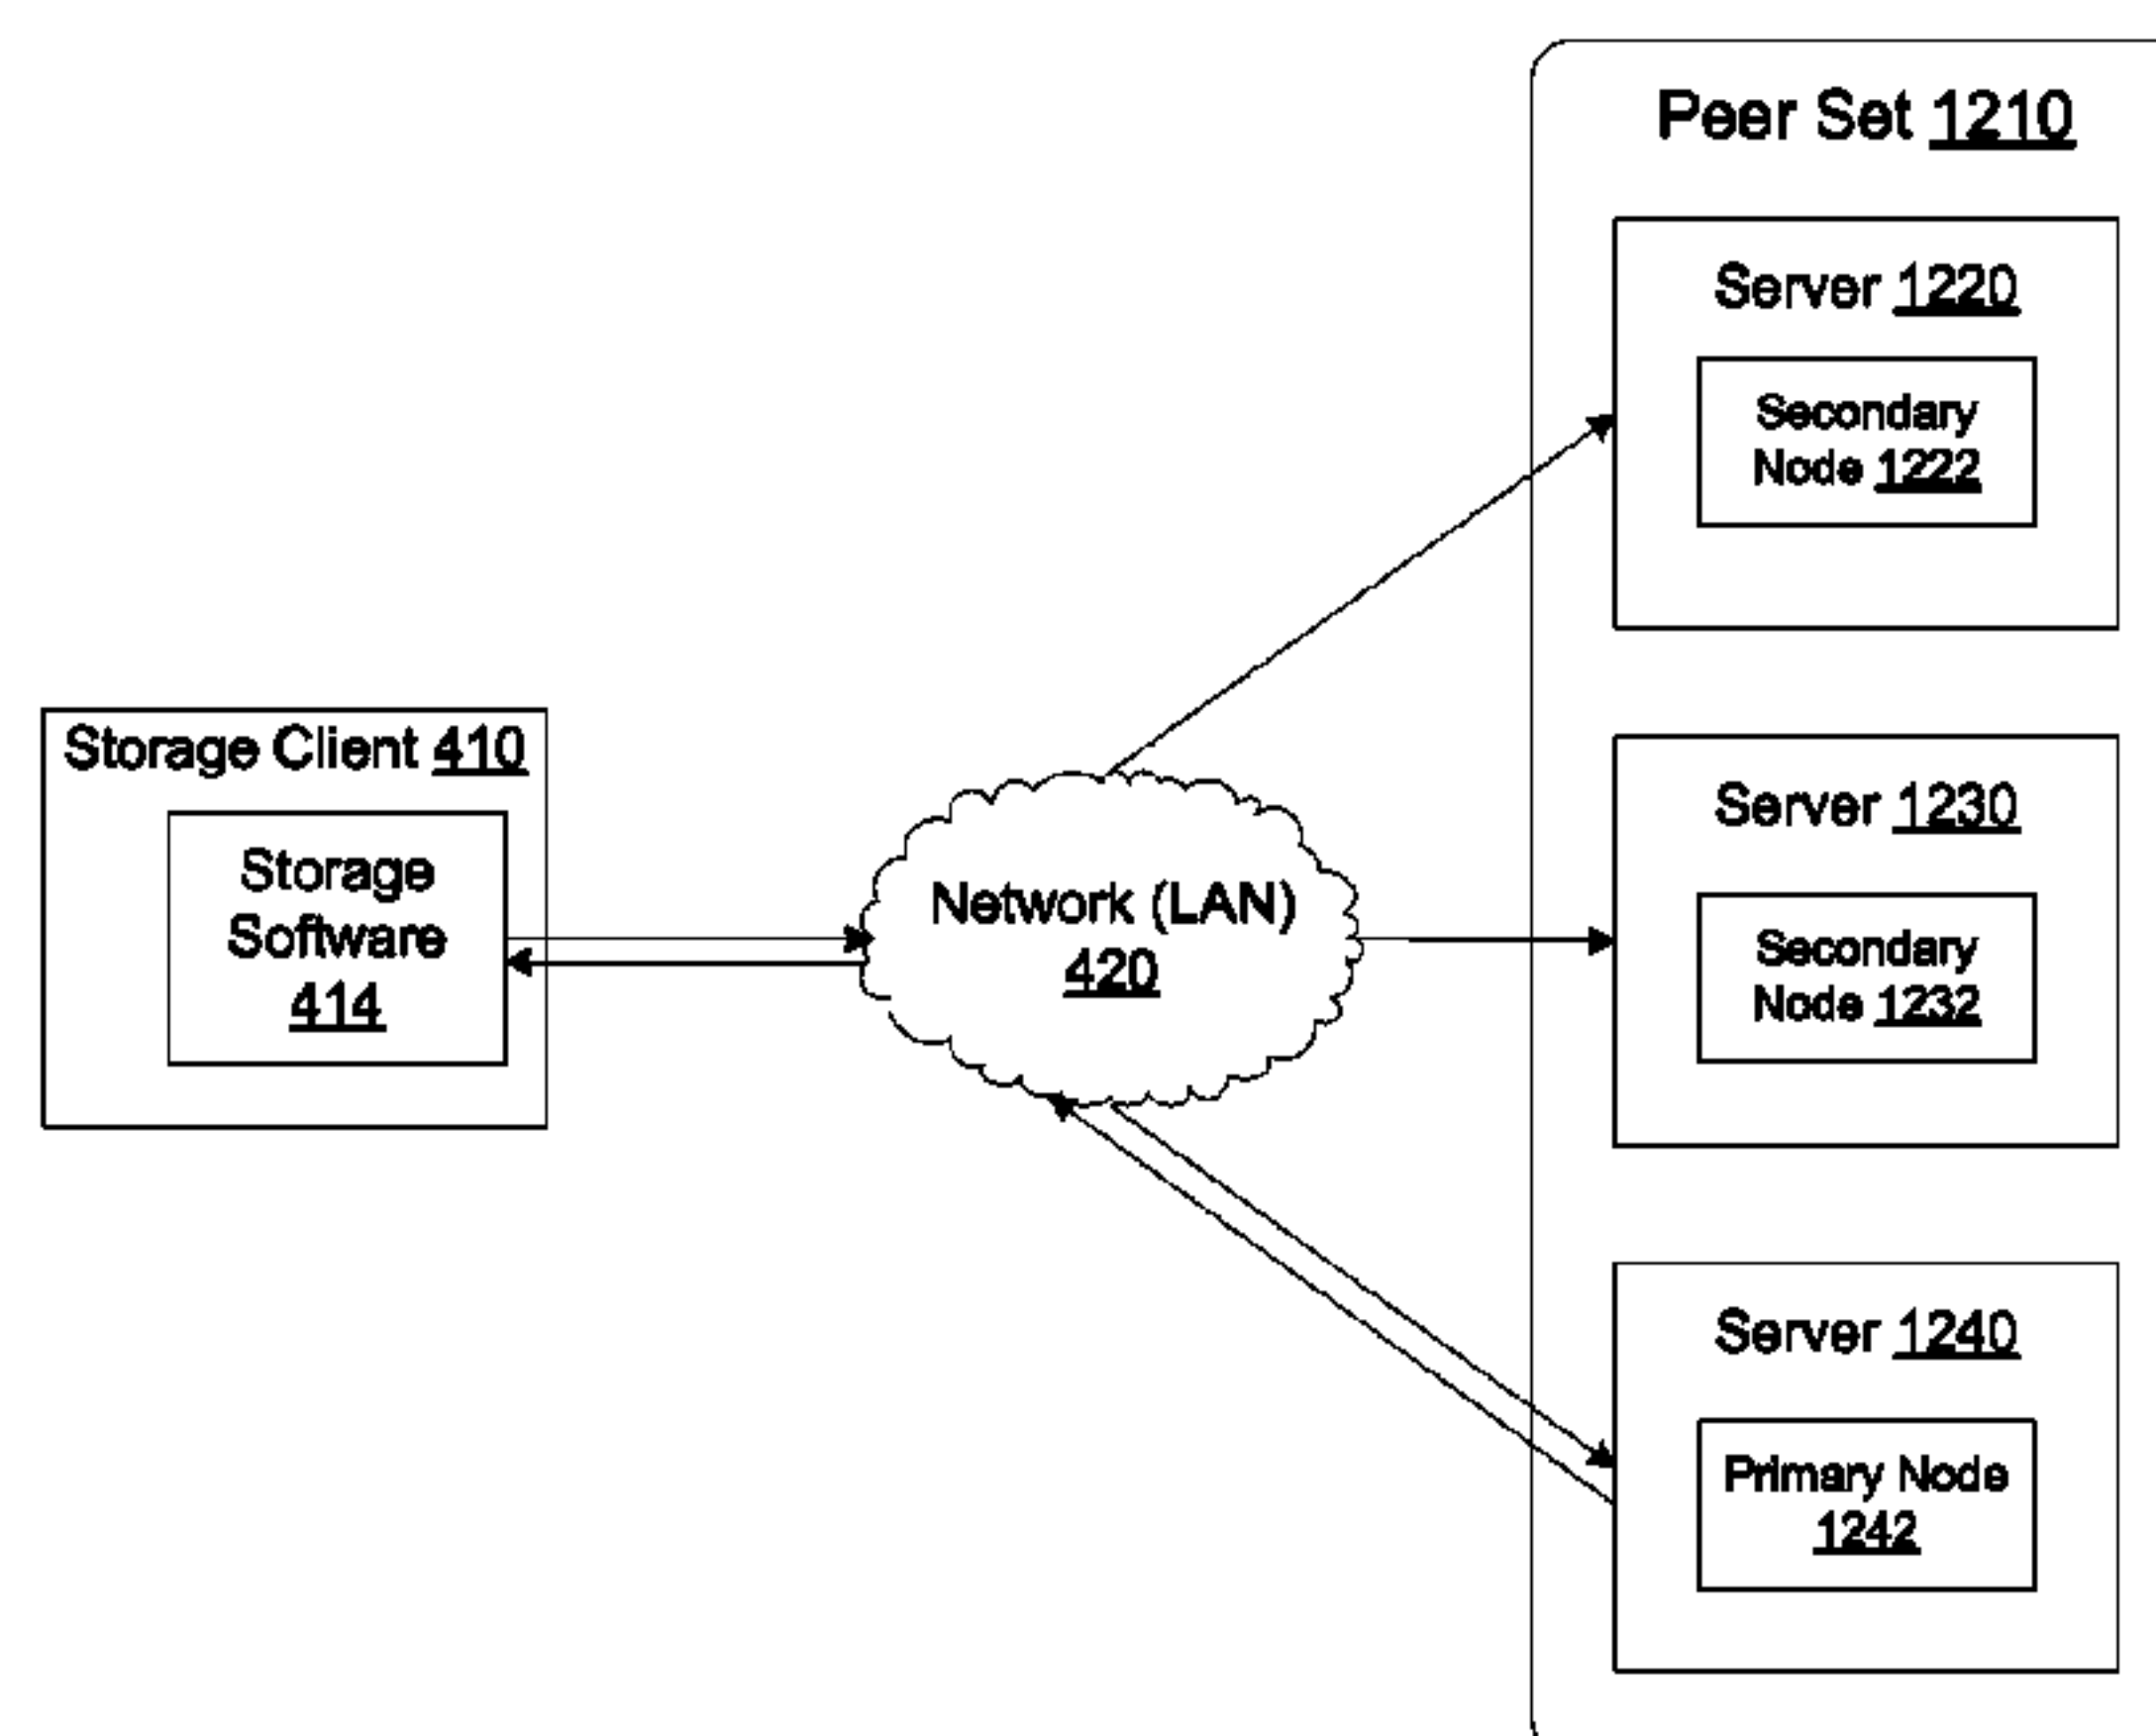 Peer Set 1210
Server 1220
Secondary
Node 1222
Storage Client 410
Storage
Software
414
Network (LAN)
420
Server 1230
Secondary
Node 1232
Server 1240
Primary Node
1242